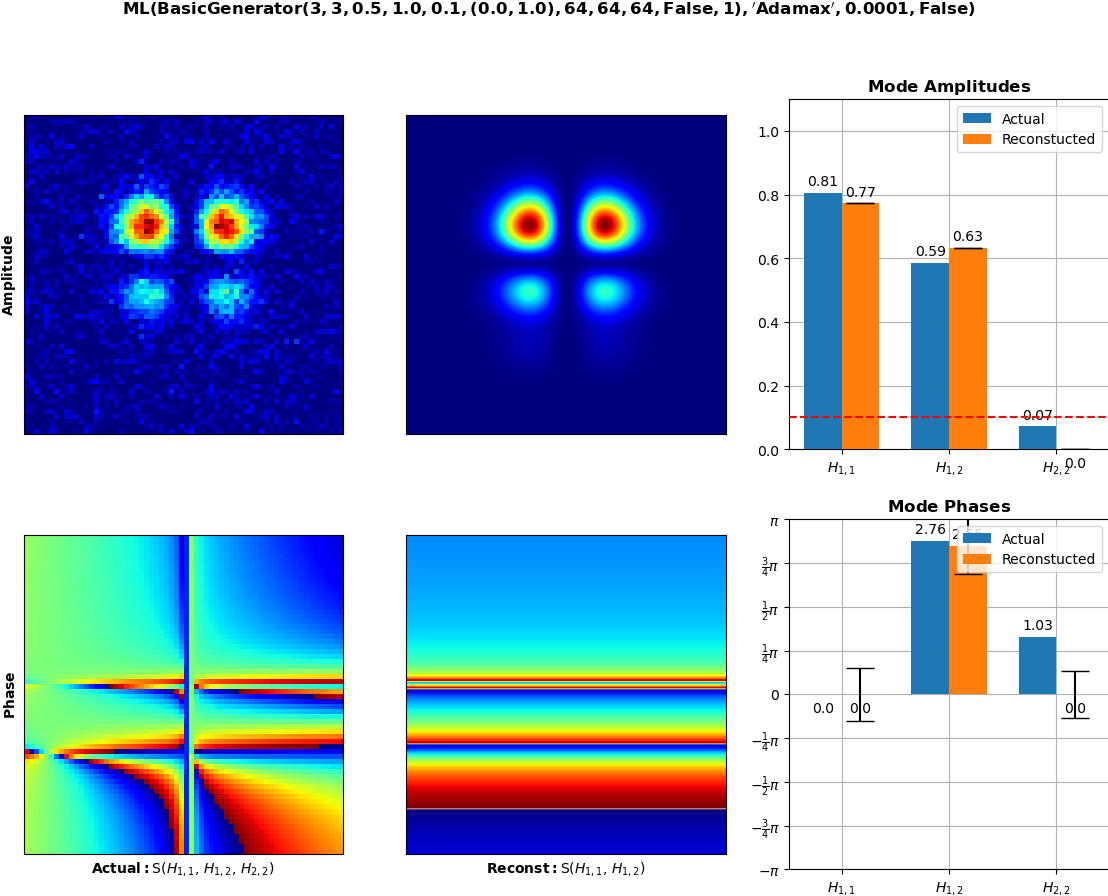 ML(BasicGenerator(3, 3, 0.5, 1.0, 0.1, (0.0, 1.0), 64, 64, 64, False, 1), ′Adamax′, 0.0001, False)
Amplitude
Mode Amplitudes
Actual
Reconstucted
1.0
0.8
0.6
0.4
0.2
0.0
0.81
0.77
0.59
0.63
0.07
0.0
H1,1
H1,2
H2,2
Phase
Actual: S(H1,1, H1,2, H2,2)
Reconst: S(H1,1, H1,2)
Mode Phases
Actual
Reconstucted
π
3/4π
1/2π
1/4π
0
−1/4π
−1/2π
−3/4π
−π
0.0
0.0
2.76
1.03
0.0
H1,1
H1,2
H2,2